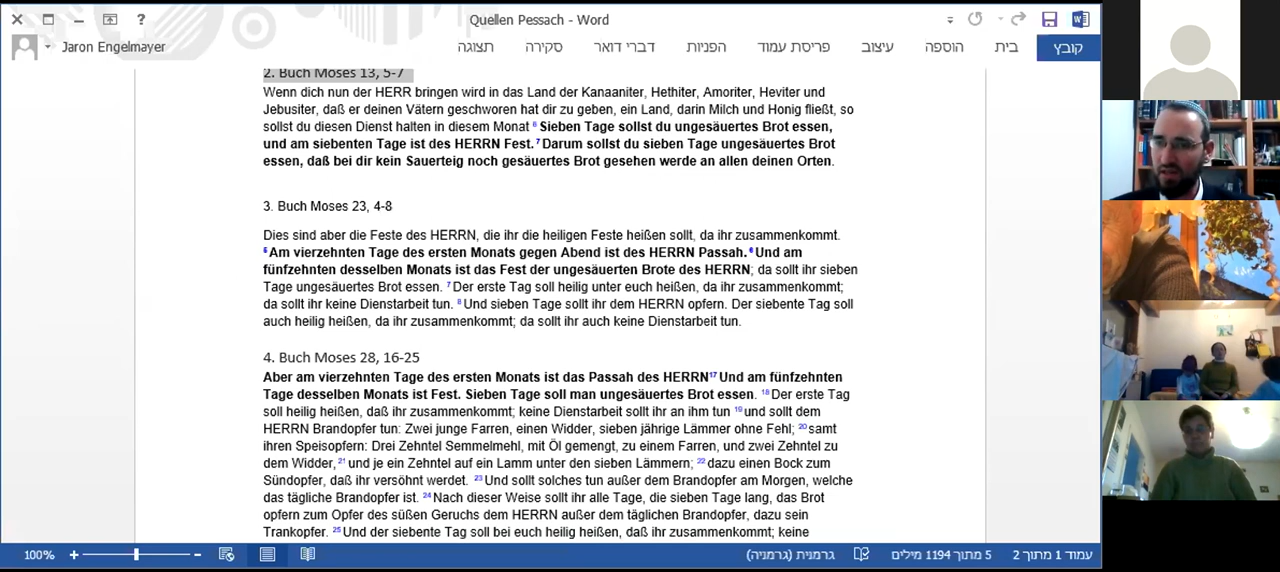 Quellen Pessach - Word
Jaron Engelmayer
קובץ בית הוספה עיצוב פריסת עמוד הפניות דברי דואר סקירה תצוגה
2. Buch Moses 13, 5-7
Wenn dich nun der HERR bringen wird in das Land der Kanaaniter, Hethiter, Amoriter, Heviter und
Jebusiter, daß er deinen Vätern geschworen hat dir zu geben, ein Land, darin Milch und Honig fließt, so
sollst du diesen Dienst halten in diesem Monat 6 Sieben Tage sollst du ungesäuertes Brot essen,
und am siebenten Tage ist des HERRN Fest. 7 Darum sollst du sieben Tage ungesäuertes Brot
essen, daß bei dir kein Sauerteig noch gesäuertes Brot gesehen werde an allen deinen Orten.
3. Buch Moses 23, 4-8
Dies sind aber die Feste des HERRN, die ihr die heiligen Feste heißen sollt, da ihr zusammenkommt.
5 Am vierzehnten Tage des ersten Monats gegen Abend ist des HERRN Passah. 6 Und am
fünfzehnten desselben Monats ist das Fest der ungesäuerten Brote des HERRN; da sollt ihr sieben
Tage ungesäuertes Brot essen. 7 Der erste Tag soll heilig unter euch heißen, da ihr zusammenkommt;
da sollt ihr keine Dienstarbeit tun. 8 Und sieben Tage sollt ihr dem HERRN opfern. Der siebente Tag soll
auch heilig heißen, da ihr zusammenkommt; da sollt ihr auch keine Dienstarbeit tun.
4. Buch Moses 28, 16-25
Aber am vierzehnten Tage des ersten Monats ist das Passah des HERRN 17 Und am fünfzehnten
Tage desselben Monats ist Fest. Sieben Tage soll man ungesäuertes Brot essen. 18 Der erste Tag
soll heilig heißen, daß ihr zusammenkommt; keine Dienstarbeit sollt ihr an ihm tun 19 und sollt dem
HERRN Brandopfer tun: Zwei junge Farren, einen Widder, sieben jährige Lämmer ohne Fehl; 20 samt
ihren Speisopfern: Drei Zehntel Semmelmehl, mit Öl gemengt, zu einem Farren, und zwei Zehntel zu
dem Widder, 21 und je ein Zehntel auf ein Lamm unter den sieben Lämmern; 22 dazu einen Bock zum
Sündopfer, daß ihr versöhnt werdet. 23 Und sollt solches tun außer dem Brandopfer am Morgen, welche
das tägliche Brandopfer ist. 24 Nach dieser Weise sollt ihr alle Tage, die sieben Tage lang, das Brot
opfern zum Opfer des süßen Geruchs dem HERRN außer dem täglichen Brandopfer, dazu sein
Trankopfer. 25 Und der siebente Tag soll bei euch heilig heißen, daß ihr zusammenkommt; keine
עמוד 1 מתוך 2 5 מתוך 1194 מילים גרמנית (גרמניה) 100%